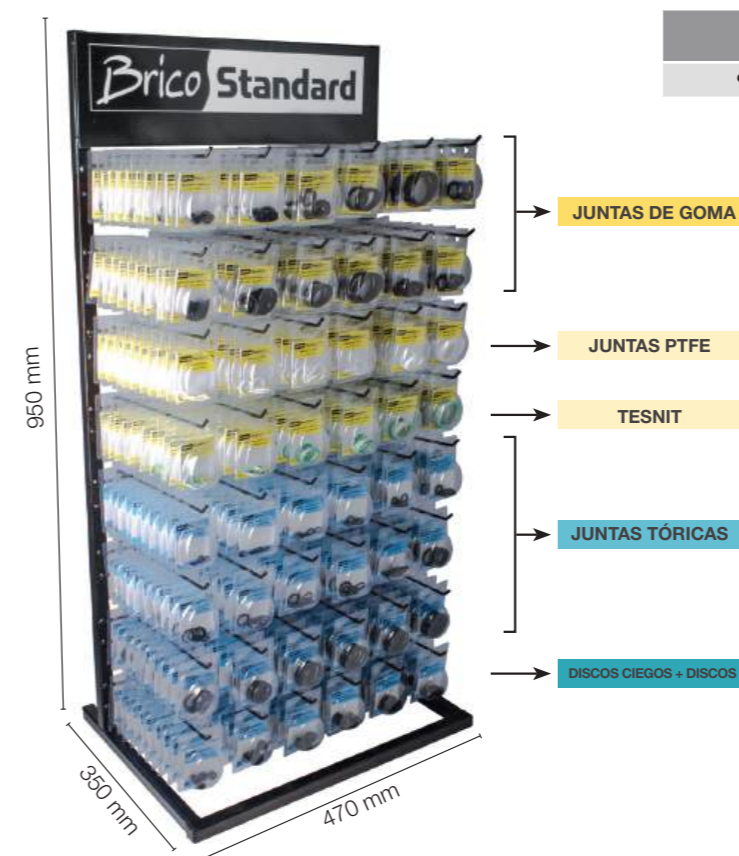 Brico Standard
JUNTAS DE GOMA
JUNTAS PTFE
TESNIT
JUNTAS TÓRICAS
DISCOS CIEGOS + DISCOS
950 mm
350 mm
470 mm